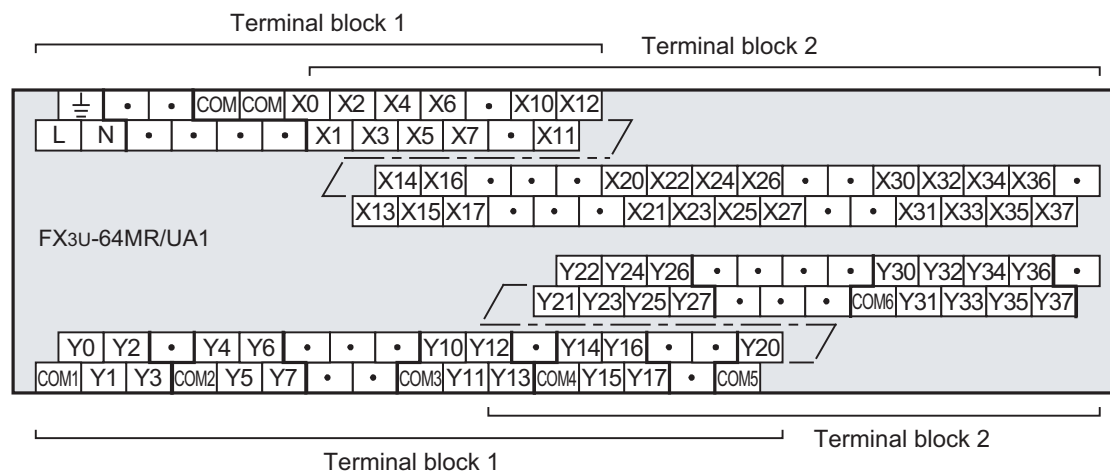 Terminal block 1
Terminal block 2
⏚ • • COM COM X0 X2 X4 X6 • X10 X12
L N • • • • X1 X3 X5 X7 • X11
X14 X16 • • • X20 X22 X24 X26 • • X30 X32 X34 X36 •
X13 X15 X17 • • • X21 X23 X25 X27 • • X31 X33 X35 X37
FX3U-64MR/UA1
Y22 Y24 Y26 • • • • Y30 Y32 Y34 Y36 •
Y21 Y23 Y25 Y27 • • • COM6 Y31 Y33 Y35 Y37
Y0 Y2 • Y4 Y6 • • • Y10 Y12 • Y14 Y16 • • Y20
COM1 Y1 Y3 COM2 Y5 Y7 • • COM3 Y11 Y13 COM4 Y15 Y17 • COM5
Terminal block 2
Terminal block 1